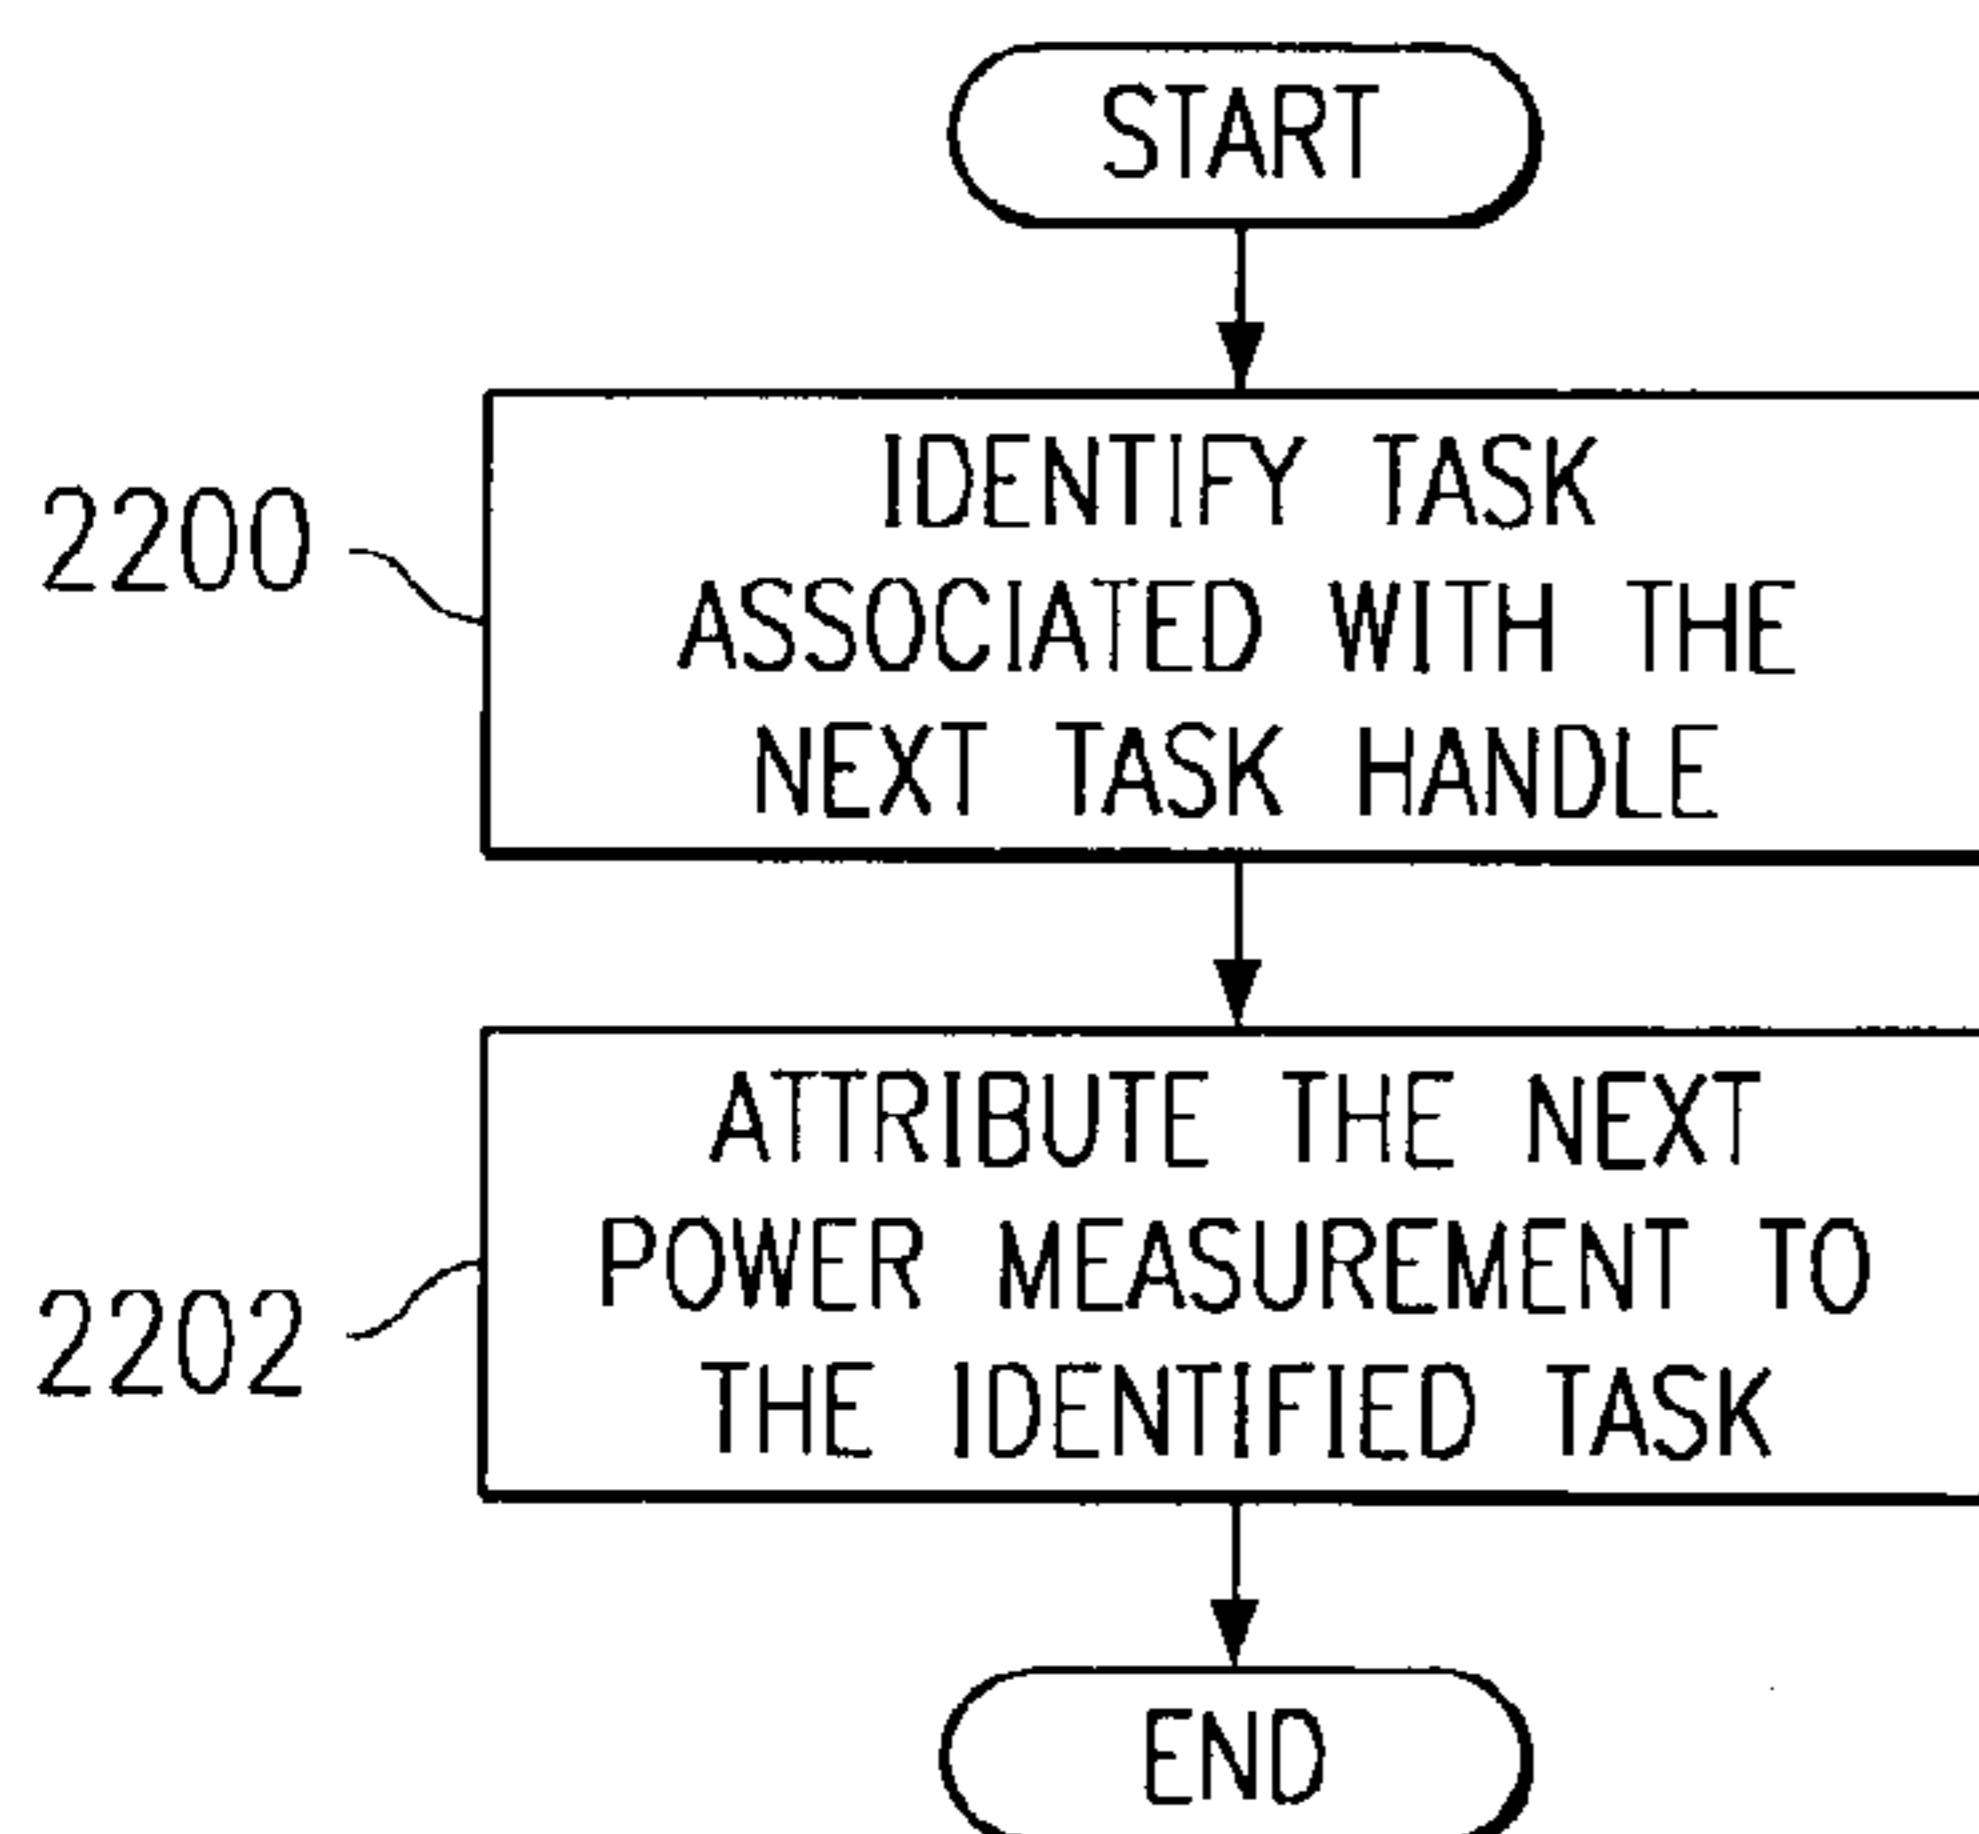 START
2200
IDENTIFY TASK
ASSOCIATED WITH THE
NEXT TASK HANDLE
2202
ATTRIBUTE THE NEXT
POWER MEASUREMENT TO
THE IDENTIFIED TASK
END